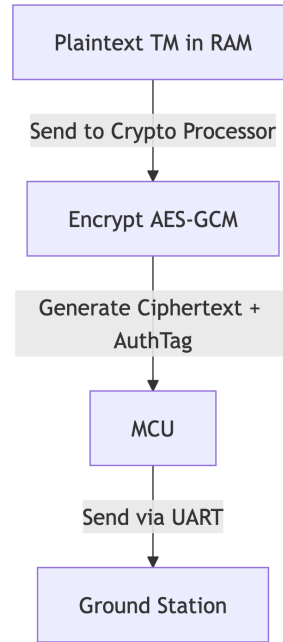 Plaintext TM in RAM
Send to Crypto Processor
Encrypt AES-GCM
Generate Ciphertext +
AuthTag
MCU
Send via UART
Ground Station